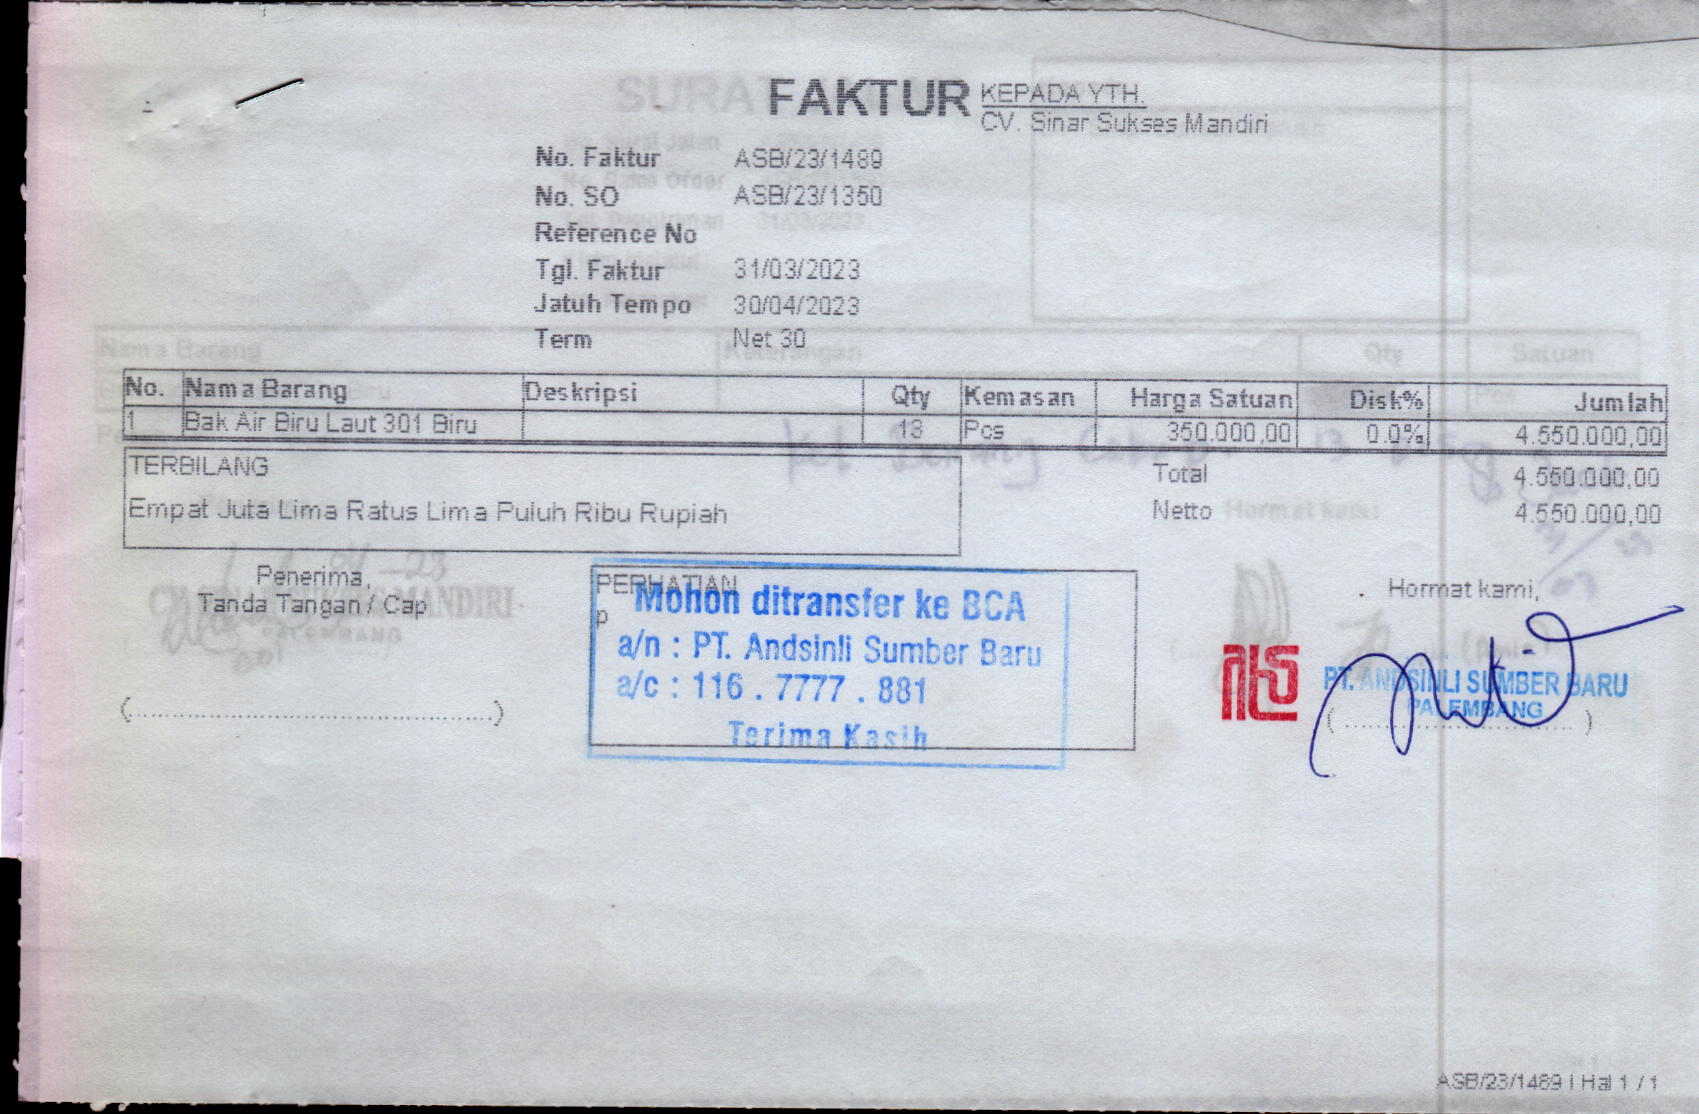 FAKTUR
KEPADA YTH.
CV. Sinar Sukses Mandiri
No. Faktur ASB/23/1489
No. SO ASB/23/1350
Reference No
Tgl. Faktur 31/03/2023
Jatuh Tempo 30/04/2023
Term Net 30
No. Nama Barang Deskripsi Qty Kemasan Harga Satuan Disk% Jumlah
1 Bak Air Biru Laut 301 Biru 13 Pcs 350.000,00 0.0% 4.550.000,00
TERBILANG
Empat Juta Lima Ratus Lima Puluh Ribu Rupiah
Total 4.550.000,00
Netto 4.550.000,00
Penerima,
Tanda Tangan / Cap
PERHATIAN
p
Mohon ditransfer ke BCA
a/n : PT. Andsinli Sumber Baru
a/c : 116 . 7777 . 881
Terima Kasih
Hormat kami,
PT. ANDSINLI SUMBER BARU
PALEMBANG
ASB/23/1489 | Hal 1 / 1